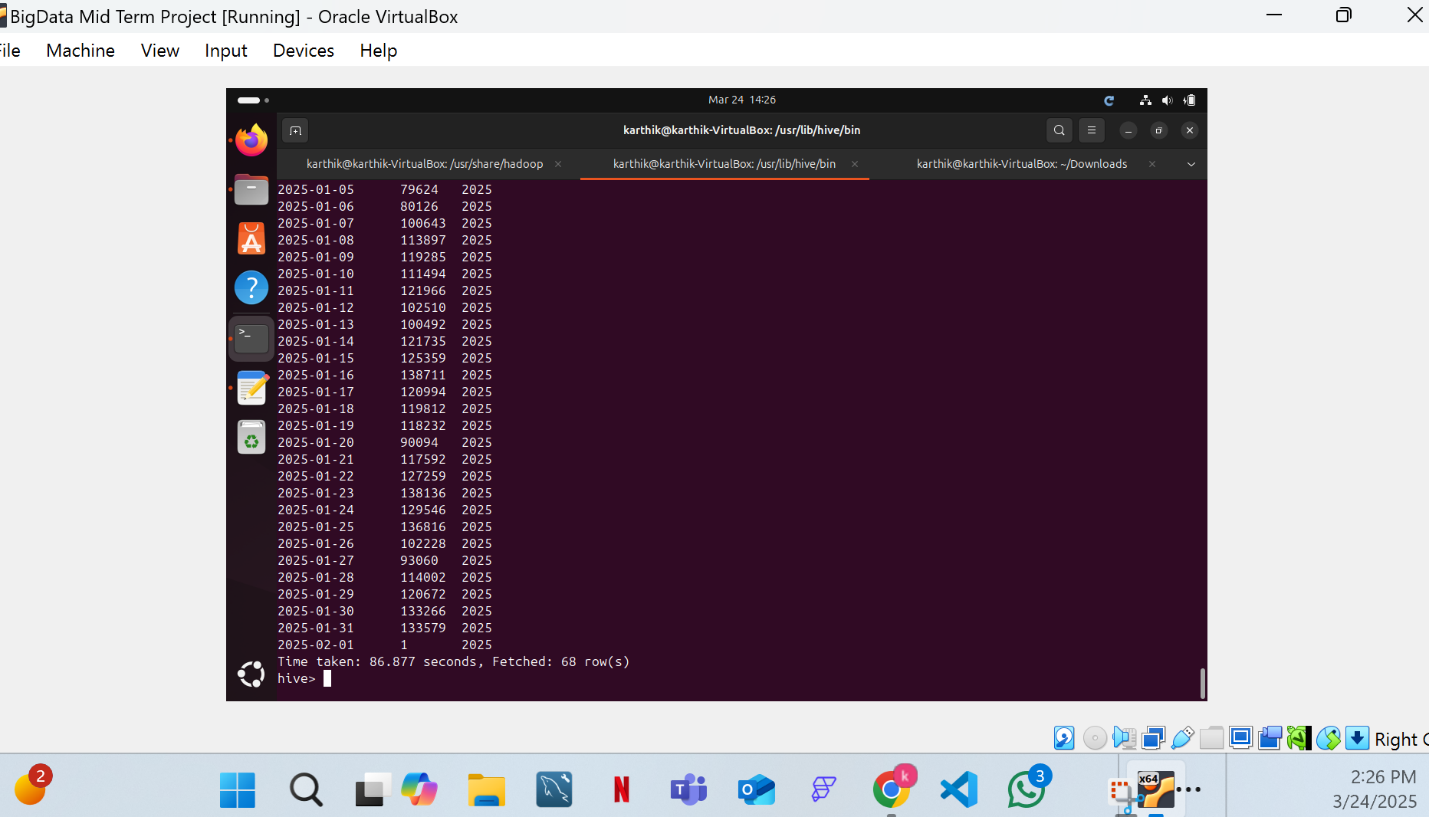 BigData Mid Term Project [Running] - Oracle VirtualBox
File Machine View Input Devices Help
Mar 24 14:26
karthik@karthik-VirtualBox: /usr/lib/hive/bin
karthik@karthik-VirtualBox: /usr/share/hadoop
karthik@karthik-VirtualBox: /usr/lib/hive/bin
karthik@karthik-VirtualBox: ~/Downloads
2025-01-05 79624 2025
2025-01-06 80126 2025
2025-01-07 100643 2025
2025-01-08 113897 2025
2025-01-09 119285 2025
2025-01-10 111494 2025
2025-01-11 121966 2025
2025-01-12 102510 2025
2025-01-13 100492 2025
2025-01-14 121735 2025
2025-01-15 125359 2025
2025-01-16 138711 2025
2025-01-17 120994 2025
2025-01-18 119812 2025
2025-01-19 118232 2025
2025-01-20 90094 2025
2025-01-21 117592 2025
2025-01-22 127259 2025
2025-01-23 138136 2025
2025-01-24 129546 2025
2025-01-25 136816 2025
2025-01-26 102228 2025
2025-01-27 93060 2025
2025-01-28 114002 2025
2025-01-29 120672 2025
2025-01-30 133266 2025
2025-01-31 133579 2025
2025-02-01 1 2025
Time taken: 86.877 seconds, Fetched: 68 row(s)
hive>
Right C
2
N
T
O
k
3
x64
2:26 PM
3/24/2025